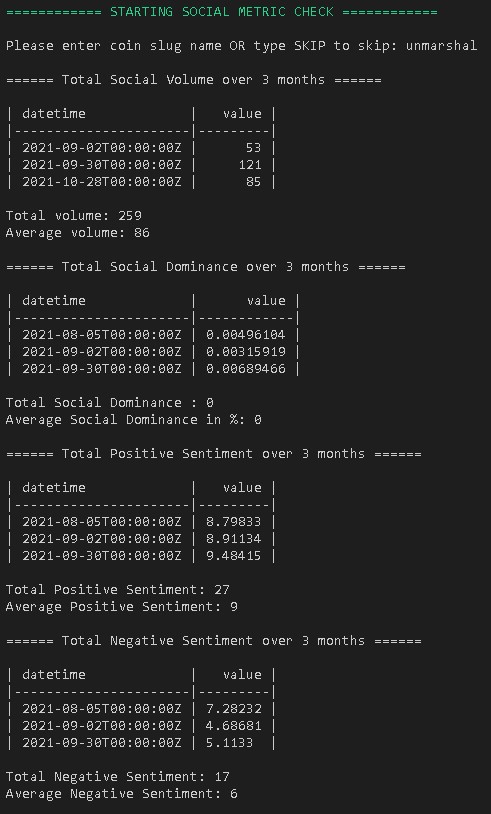 ============ STARTING SOCIAL METRIC CHECK ============
Please enter coin slug name OR type SKIP to skip: unmarshal
====== Total Social Volume over 3 months ======
| datetime             |   value |
|----------------------|---------|
| 2021-09-02T00:00:00Z |      53 |
| 2021-09-30T00:00:00Z |     121 |
| 2021-10-28T00:00:00Z |      85 |
Total volume: 259
Average volume: 86
====== Total Social Dominance over 3 months ======
| datetime             |      value |
|----------------------|------------|
| 2021-08-05T00:00:00Z | 0.00496104 |
| 2021-09-02T00:00:00Z | 0.00315919 |
| 2021-09-30T00:00:00Z | 0.00689466 |
Total Social Dominance : 0
Average Social Dominance in %: 0
====== Total Positive Sentiment over 3 months ======
| datetime             |   value |
|----------------------|---------|
| 2021-08-05T00:00:00Z | 8.79833 |
| 2021-09-02T00:00:00Z | 8.91134 |
| 2021-09-30T00:00:00Z | 9.48415 |
Total Positive Sentiment: 27
Average Positive Sentiment: 9
====== Total Negative Sentiment over 3 months ======
| datetime             |   value |
|----------------------|---------|
| 2021-08-05T00:00:00Z | 7.28232 |
| 2021-09-02T00:00:00Z | 4.68681 |
| 2021-09-30T00:00:00Z | 5.1133  |
Total Negative Sentiment: 17
Average Negative Sentiment: 6